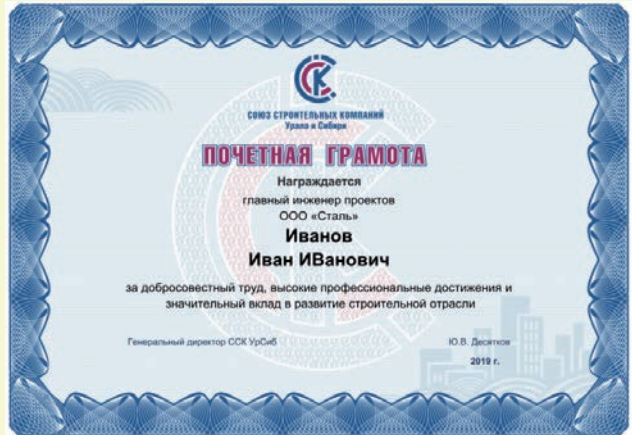 ССК
СОЮЗ СТРОИТЕЛЬНЫХ КОМПАНИЙ
Урала и Сибири
ПОЧЕТНАЯ ГРАМОТА
Награждается
главный инженер проектов
ООО «Сталь»
Иванов
Иван ИВанович
за добросовестный труд, высокие профессиональные достижения и
значительный вклад в развитие строительной отрасли
Генеральный директор ССК УрСиб Ю.В. Десятков
2019 г.